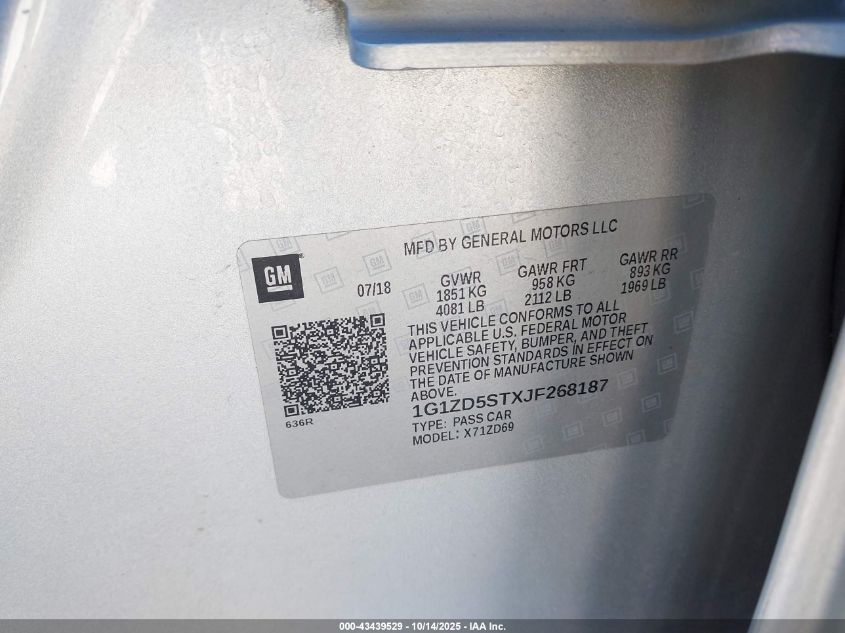 MFD BY GENERAL MOTORS LLC
GM
07/18
GVWR
1851 KG
4081 LB
GAWR FRT
958 KG
2112 LB
GAWR RR
893 KG
1969 LB
THIS VEHICLE CONFORMS TO ALL
APPLICABLE U.S. FEDERAL MOTOR
VEHICLE SAFETY, BUMPER, AND THEFT
PREVENTION STANDARDS IN EFFECT ON
THE DATE OF MANUFACTURE SHOWN
ABOVE.
1G1ZD5STXJF268187
TYPE: PASS CAR
MODEL: X71ZD69
636R
000-43439529 - 10/14/2025 - IAA Inc.